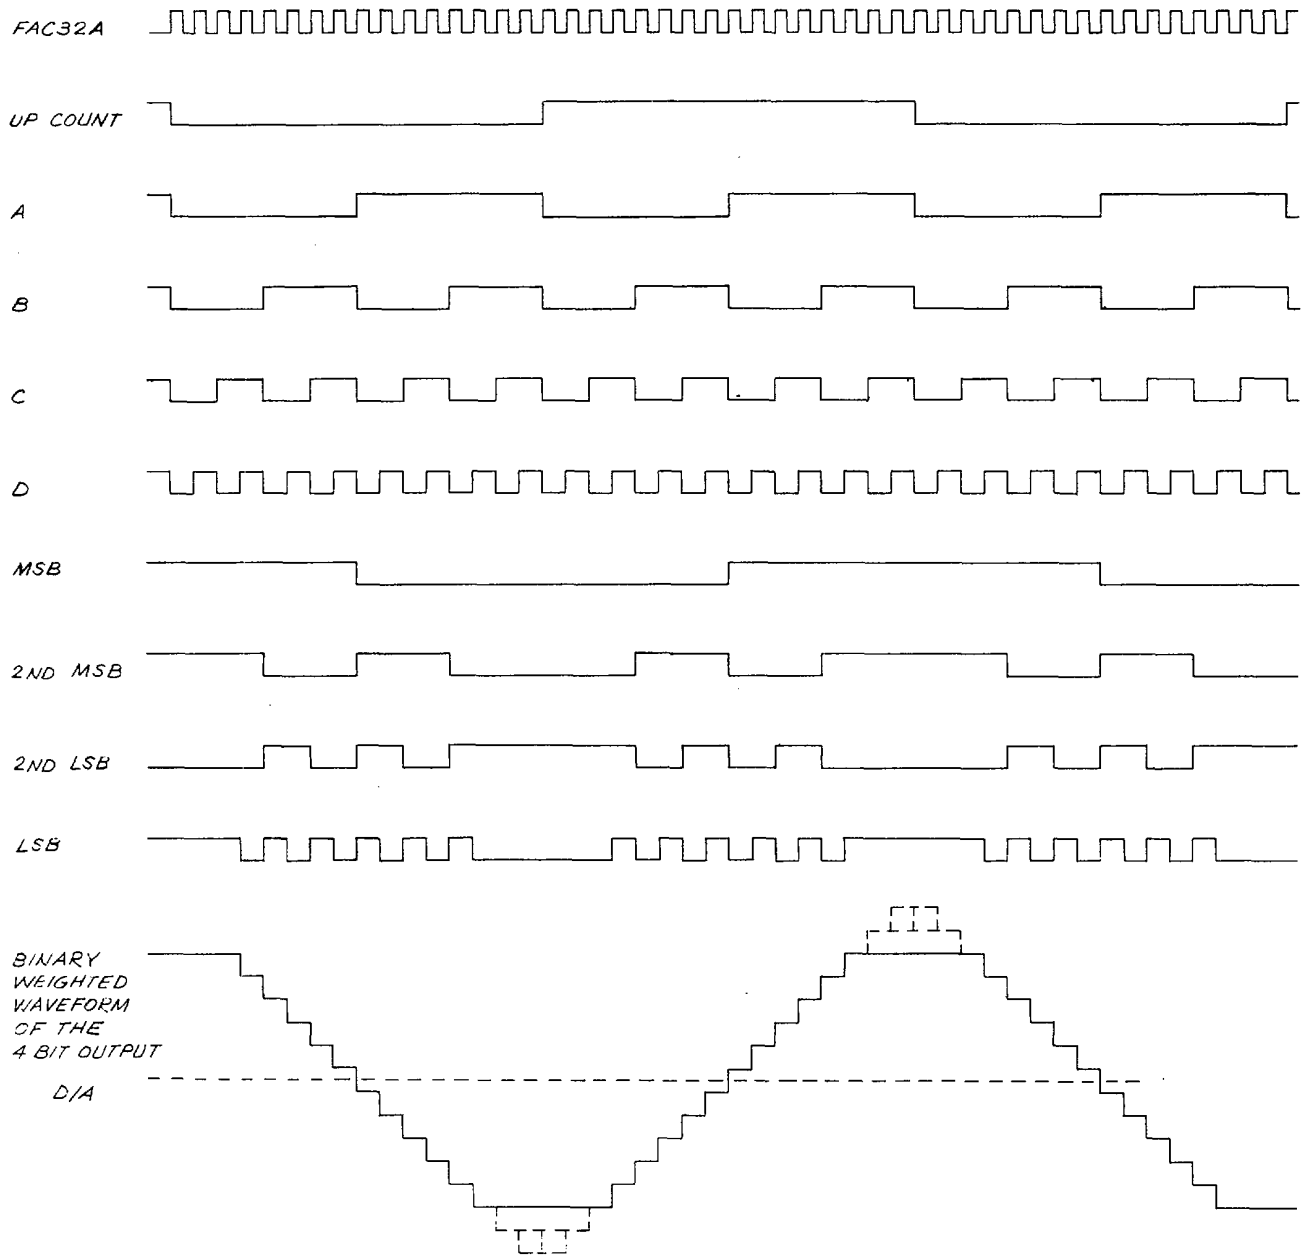 FAC32A
UP COUNT
A
B
C
D
MSB
2ND MSB
2ND LSB
LSB
BINARY
WEIGHTED
WAVEFORM
OF THE
4 BIT OUTPUT
D/A